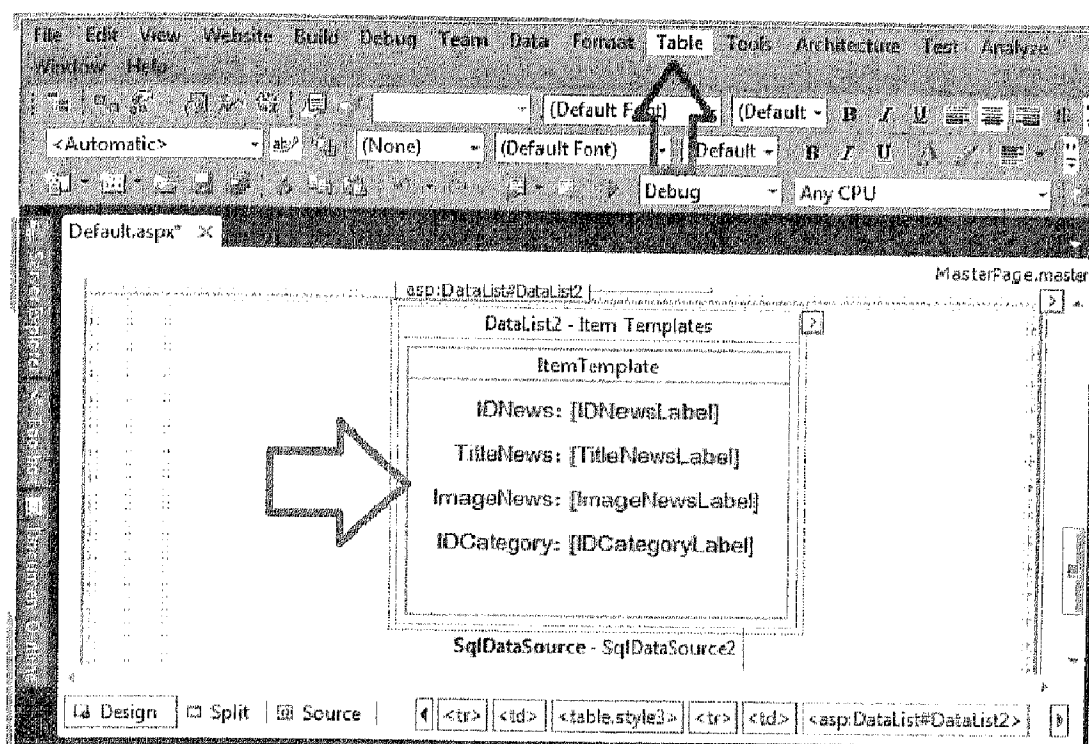 File Edit View Website Build Debug Team Data Format Table Tools Architecture Test Analyze
Window Help
(Default Font) (Default B I U
<Automatic> (None) (Default Font) Default B I U A
Debug Any CPU
Default.aspx* X
MasterPage.master
asp:DataList#DataList2
DataList2 - Item Templates
ItemTemplate
IDNews: [IDNewsLabel]
TitleNews: [TitleNewsLabel]
ImageNews: [ImageNewsLabel]
IDCategory: [IDCategoryLabel]
SqlDataSource - SqlDataSource2
Design Split Source <tr> <td> <table.style3> <tr> <td> <asp:DataList#DataList2>